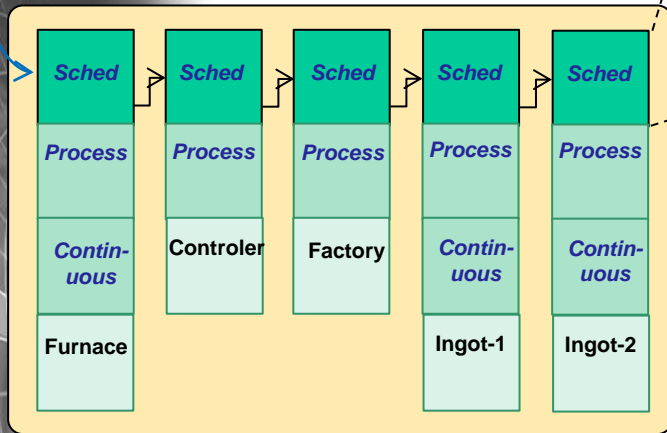 Sched Sched Sched Sched Sched
Process Process Process Process Process
Contin-
uous
Controler Factory Contin-
uous
Contin-
uous
Furnace Ingot-1 Ingot-2